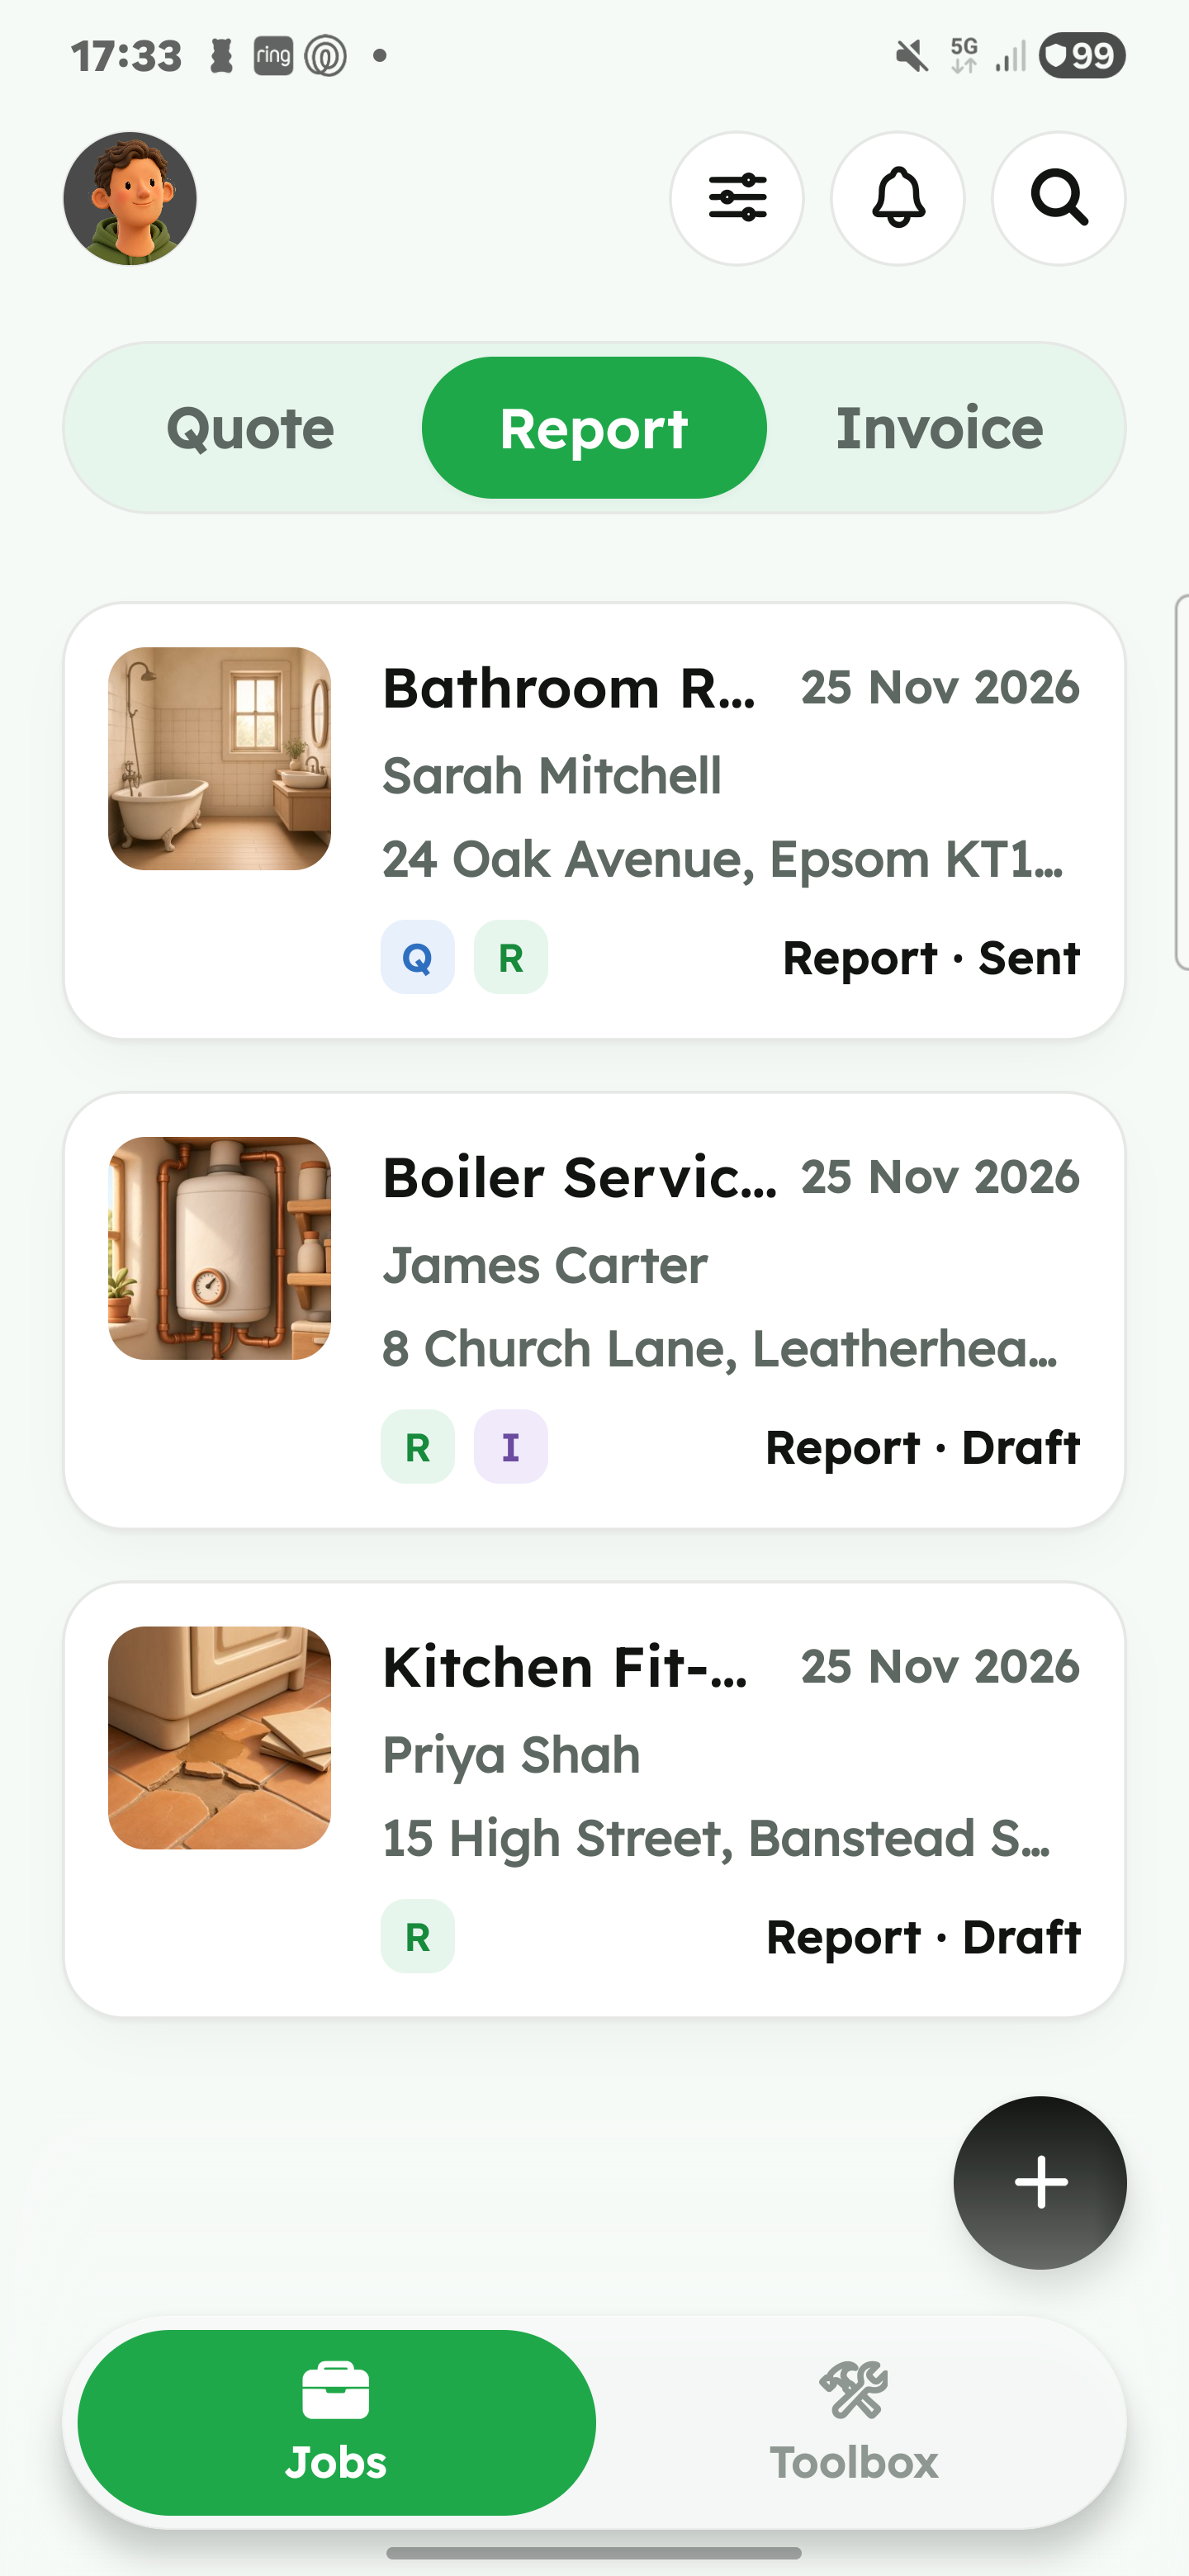 17:33 ring 5G 99
Quote Report Invoice
Bathroom R... 25 Nov 2026
Sarah Mitchell
24 Oak Avenue, Epsom KT1...
Q R Report · Sent
Boiler Servic... 25 Nov 2026
James Carter
8 Church Lane, Leatherhea...
R I Report · Draft
Kitchen Fit-... 25 Nov 2026
Priya Shah
15 High Street, Banstead S...
R Report · Draft
Jobs Toolbox